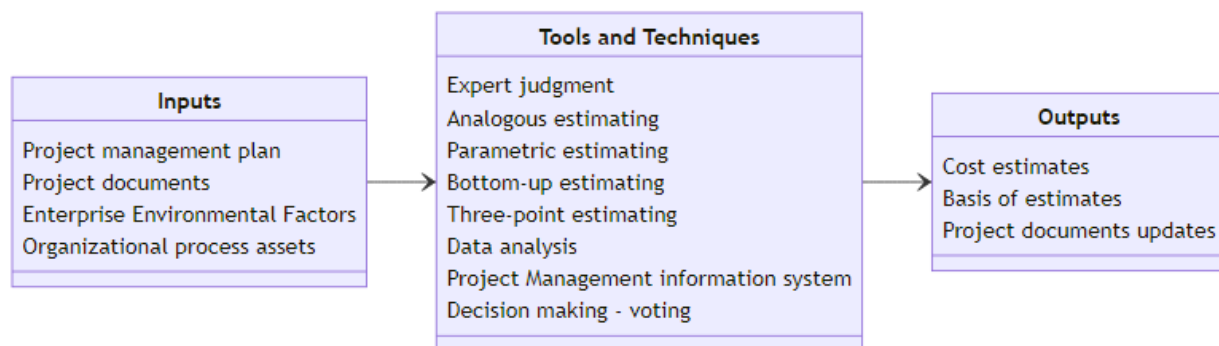 Inputs
Project management plan
Project documents
Enterprise Environmental Factors
Organizational process assets
Tools and Techniques
Expert judgment
Analogous estimating
Parametric estimating
Bottom-up estimating
Three-point estimating
Data analysis
Project Management information system
Decision making - voting
Outputs
Cost estimates
Basis of estimates
Project documents updates